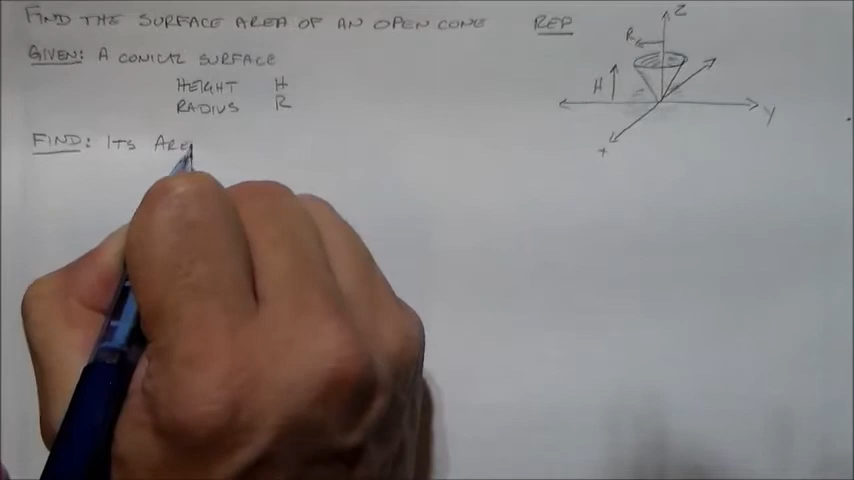 FIND THE SURFACE AREA OF AN OPEN CONE REP
GIVEN: A CONICAL SURFACE
HEIGHT H
RADIUS R
FIND: ITS ARE
Z
R
H
Y
X